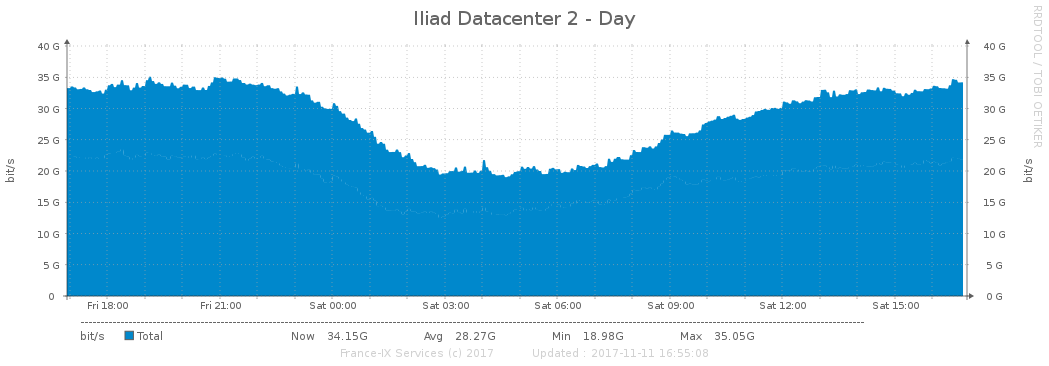 Iliad Datacenter 2 - Day
RRDTOOL / TOBI OETIKER
40 G 40 G
35 G 35 G
30 G 30 G
25 G 25 G
20 G 20 G
15 G 15 G
10 G 10 G
5 G 5 G
0 0 G
bit/s bit/s
Fri 18:00 Fri 21:00 Sat 00:00 Sat 03:00 Sat 06:00 Sat 09:00 Sat 12:00 Sat 15:00
bit/s Total Now 34.15G Avg 28.27G Min 18.98G Max 35.05G
France-IX Services (c) 2017 Updated : 2017-11-11 16:55:08